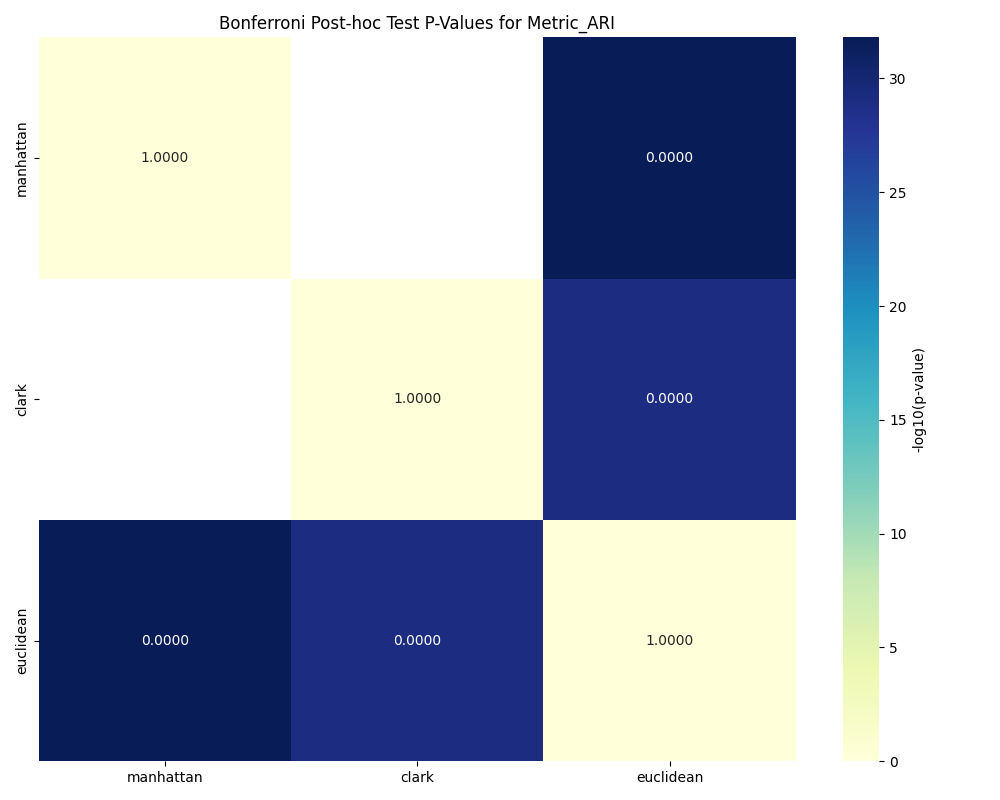 Bonferroni Post-hoc Test P-Values for Metric_ARI
manhattan
1.0000
0.0000
clark
1.0000
0.0000
euclidean
0.0000
0.0000
1.0000
manhattan
clark
euclidean
30
25
20
15
10
5
0
-log10(p-value)